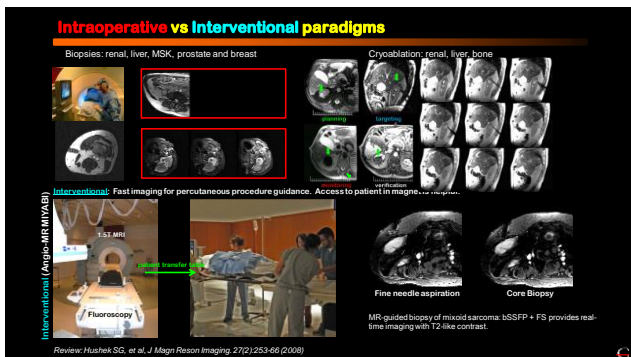 Intraoperative vs Interventional paradigms
Biopsies: renal, liver, MSK, prostate and breast
Cryoablation: renal, liver, bone
planning
targeting
monitoring
verification
Interventional: Fast imaging for percutaneous procedure guidance. Access to patient in magnet is helpful.
Interventional (Angio-MR MIYABI)
1.5T MRI
patient transfer table
Fluoroscopy
Fine needle aspiration
Core Biopsy
MR-guided biopsy of mixoid sarcoma: bSSFP + FS provides real-
time imaging with T2-like contrast.
Review: Hushek SG, et al, J Magn Reson Imaging. 27(2):253-66 (2008)